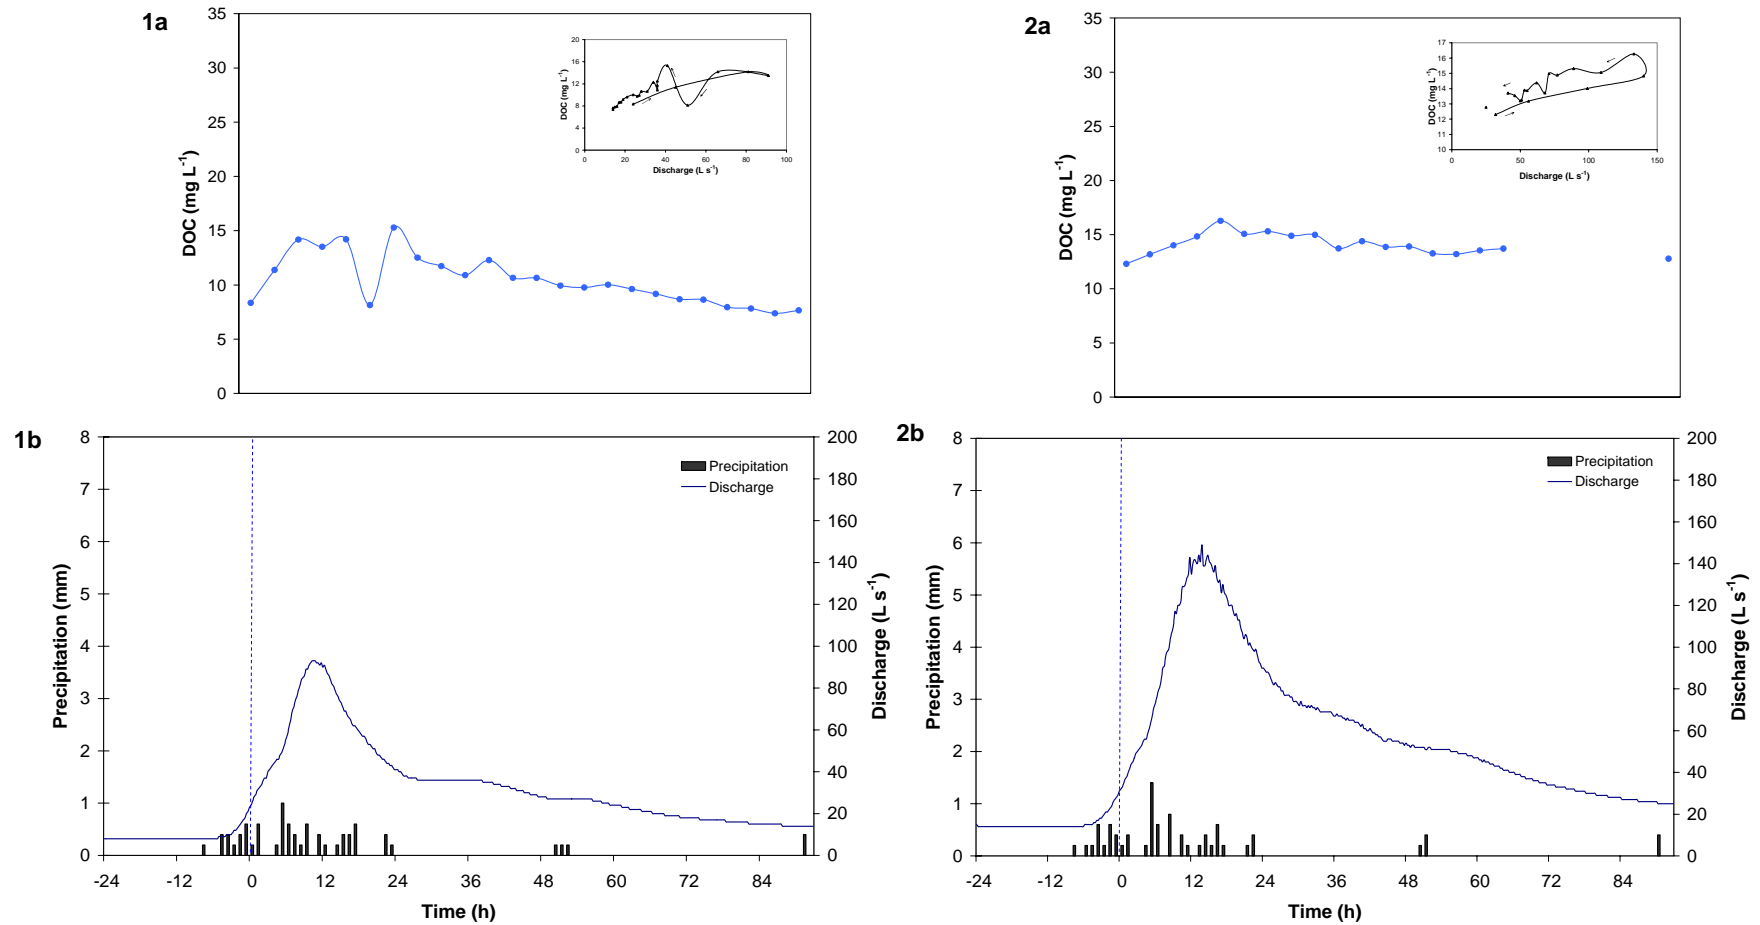 1a
35
30
25
20
15
10
5
0
DOC (mg L-1)
20
16
12
8
4
0
DOC (mg L-1)
0 20 40 60 80 100
Discharge (L s-1)
2a
35
30
25
20
15
10
5
0
DOC (mg L-1)
17
16
15
14
13
12
11
10
DOC (mg L-1)
0 50 100 150
Discharge (L s-1)
1b
8
7
6
5
4
3
2
1
0
Precipitation (mm)
Precipitation
Discharge
200
180
160
140
120
100
80
60
40
20
0
Discharge (L s-1)
-24 -12 0 12 24 36 48 60 72 84
Time (h)
2b
8
7
6
5
4
3
2
1
0
Precipitation (mm)
Precipitation
Discharge
200
180
160
140
120
100
80
60
40
20
0
Discharge (L s-1)
-24 -12 0 12 24 36 48 60 72 84
Time (h)